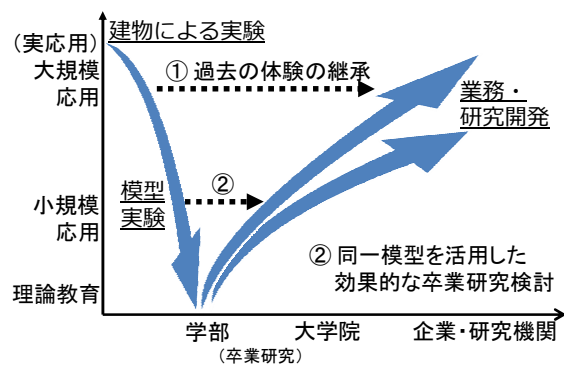 建物による実験
（実応用）
大規模
応用
① 過去の体験の継承
業務・
研究開発
模型
実験
②
小規模
応用
② 同一模型を活用した
効果的な卒業研究検討
理論教育
学部
（卒業研究）
大学院
企業・研究機関